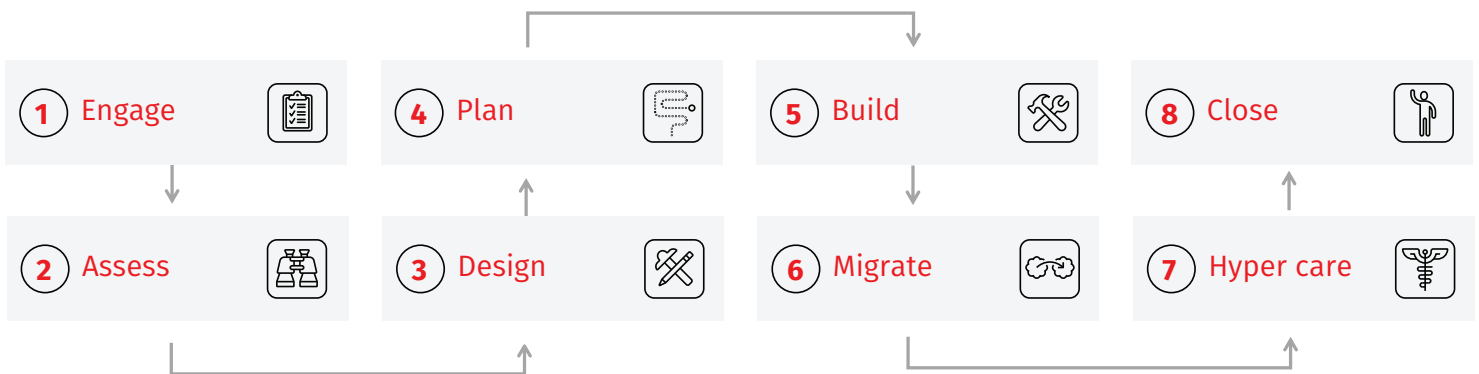 1 Engage
2 Assess
3 Design
4 Plan
5 Build
6 Migrate
7 Hyper care
8 Close